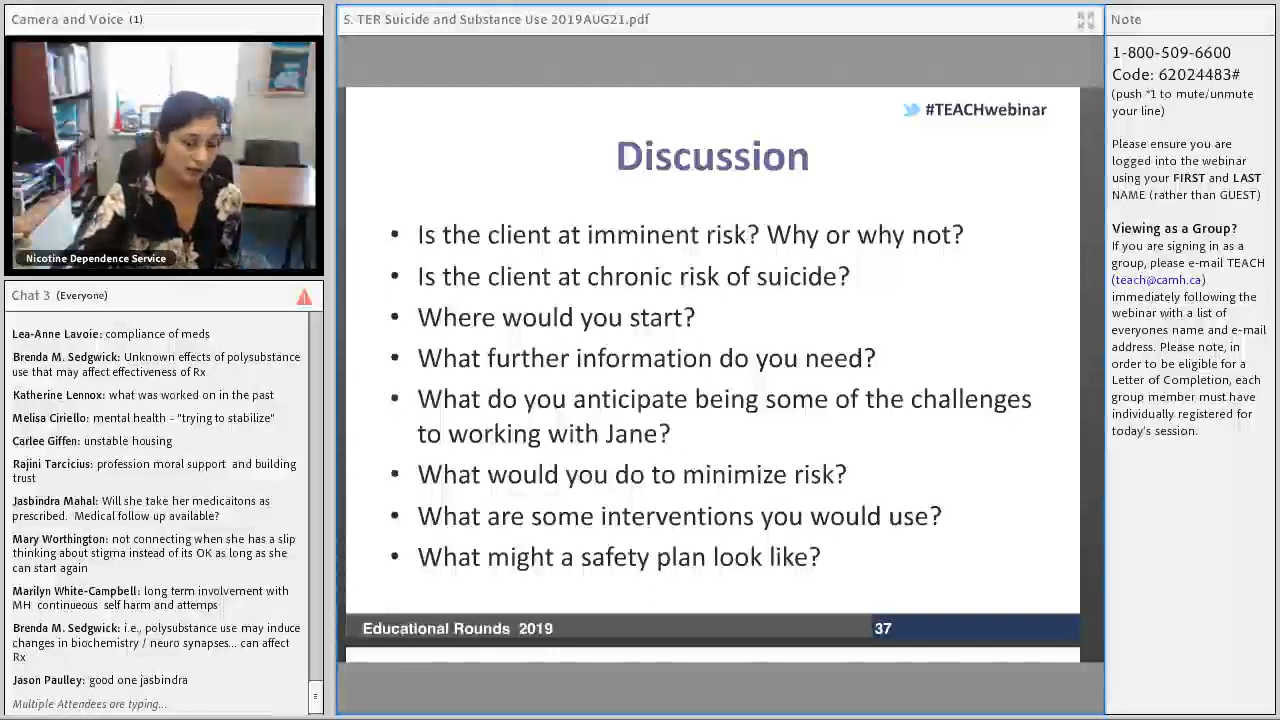 Camera and Voice (1)
Nicotine Dependence Service
Chat 3 (Everyone)
Lea-Anne Lavoie: compliance of meds
Brenda M. Sedgwick: Unknown effects of polysubstance
use that may affect effectiveness of Rx
Katherine Lennox: what was worked on in the past
Melisa Ciriello: mental health - "trying to stabilize"
Carlee Giffen: unstable housing
Rajini Tarcicius: profession moral support and building
trust
Jasbindra Mahal: Will she take her medicaitons as
prescribed. Medical follow up available?
Mary Worthington: not connecting when she has a slip
thinking about stigma instead of its OK as long as she
can start again
Marilyn White-Campbell: long term involvement with
MH continuous self harm and attemps
Brenda M. Sedgwick: i.e., polysubstance use may induce
changes in biochemistry / neuro synapses... can affect
Rx
Jason Paulley: good one jasbindra
Multiple Attendees are typing...
5. TER Suicide and Substance Use 2019AUG21.pdf
#TEACHwebinar
Discussion
• Is the client at imminent risk? Why or why not?
• Is the client at chronic risk of suicide?
• Where would you start?
• What further information do you need?
• What do you anticipate being some of the challenges
to working with Jane?
• What would you do to minimize risk?
• What are some interventions you would use?
• What might a safety plan look like?
Educational Rounds 2019
37
Note
1-800-509-6600
Code: 62024483#
(push *1 to mute/unmute
your line)
Please ensure you are
logged into the webinar
using your FIRST and LAST
NAME (rather than GUEST)
Viewing as a Group?
If you are signing in as a
group, please e-mail TEACH
(teach@camh.ca)
immediately following the
webinar with a list of
everyones name and e-mail
address. Please note, in
order to be eligible for a
Letter of Completion, each
group member must have
individually registered for
today's session.